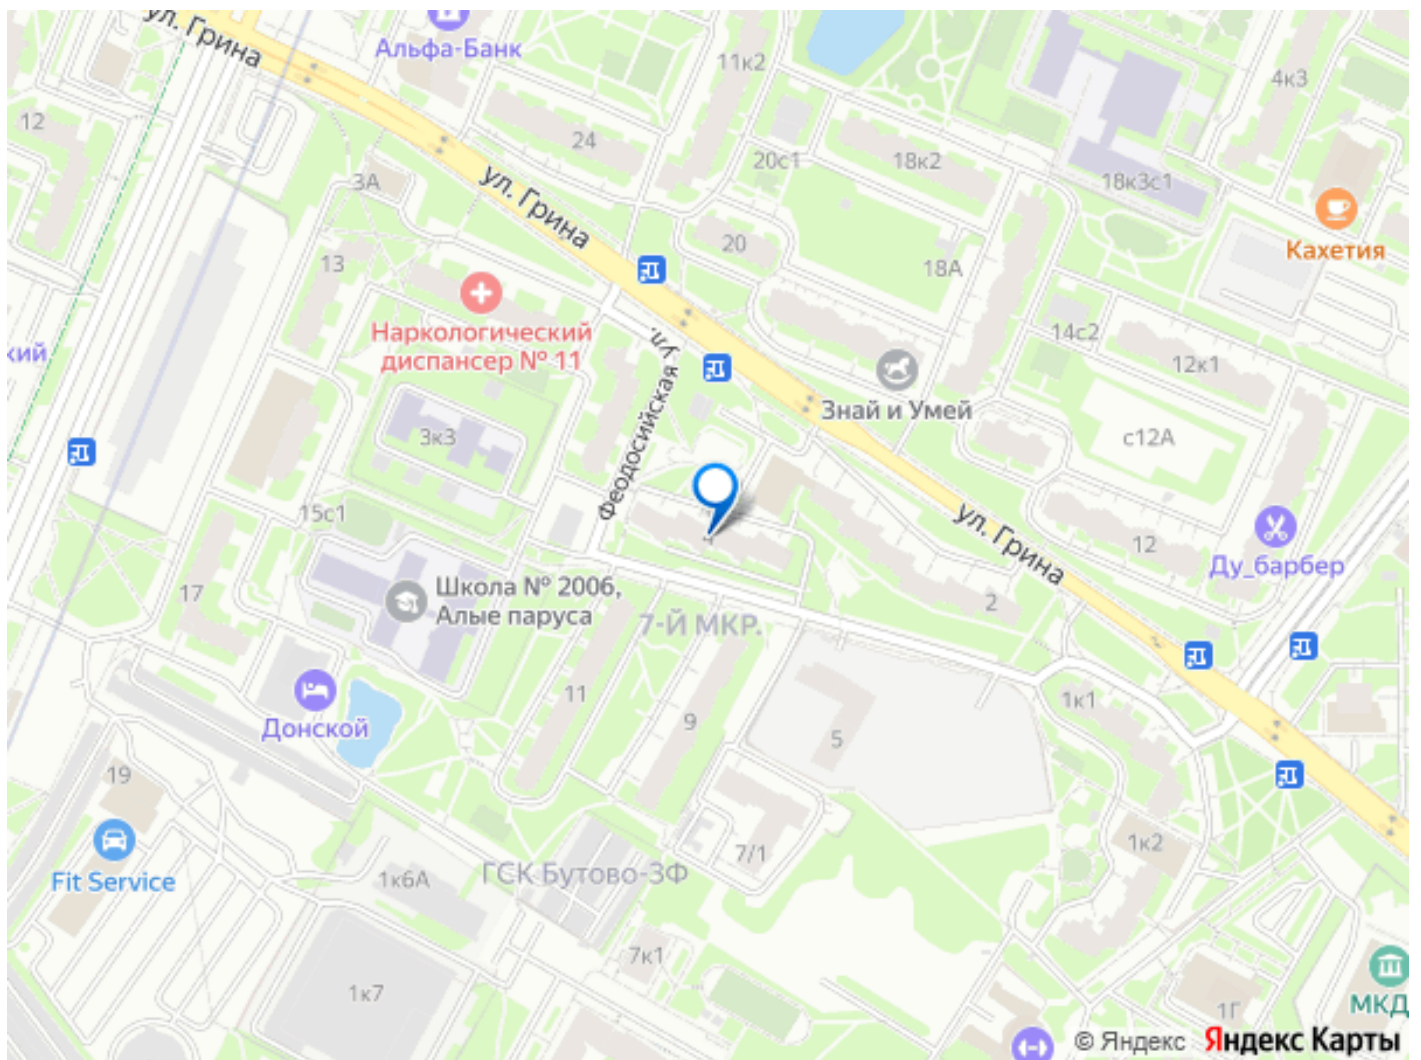 ул. Грина
Альфа-Банк
11к2
4к3
12
24
20с1
18к2
18к3с1
3А
ул. Грина
20
Кахетия
13
18А
Наркологический
диспансер № 11
14с2
кий
Феодосийская ул.
12к1
Знай и Умей
3к3
с12А
15с1
ул. Грина
12
Ду_барбер
17
Школа № 2006,
Алые паруса
2
7-Й МКР.
11
9
1к1
Донской
5
19
1к2
7/1
Fit Service
1к6А
ГСК Бутово-3Ф
7к1
1к7
1Г
МКД
© Яндекс Яндекс Карты